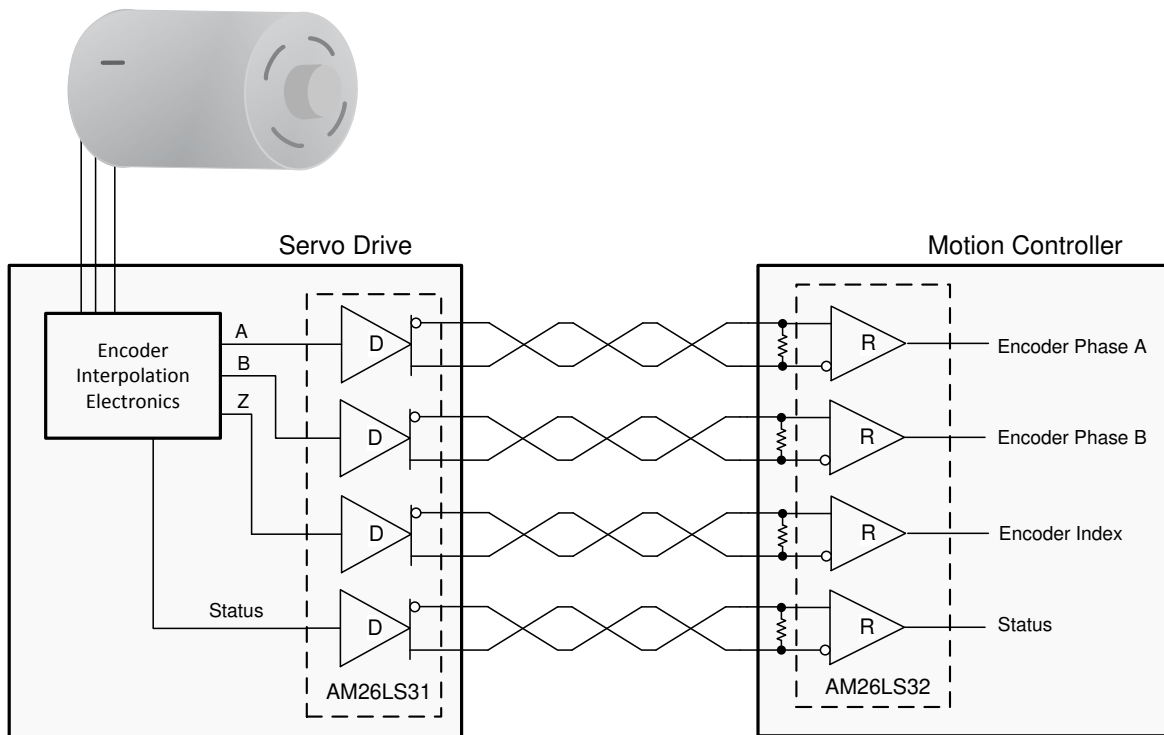 Servo Drive
Motion Controller
Encoder
Interpolation
Electronics
A
B
Z
Status
D
D
D
D
AM26LS31
R
R
R
R
AM26LS32
Encoder Phase A
Encoder Phase B
Encoder Index
Status